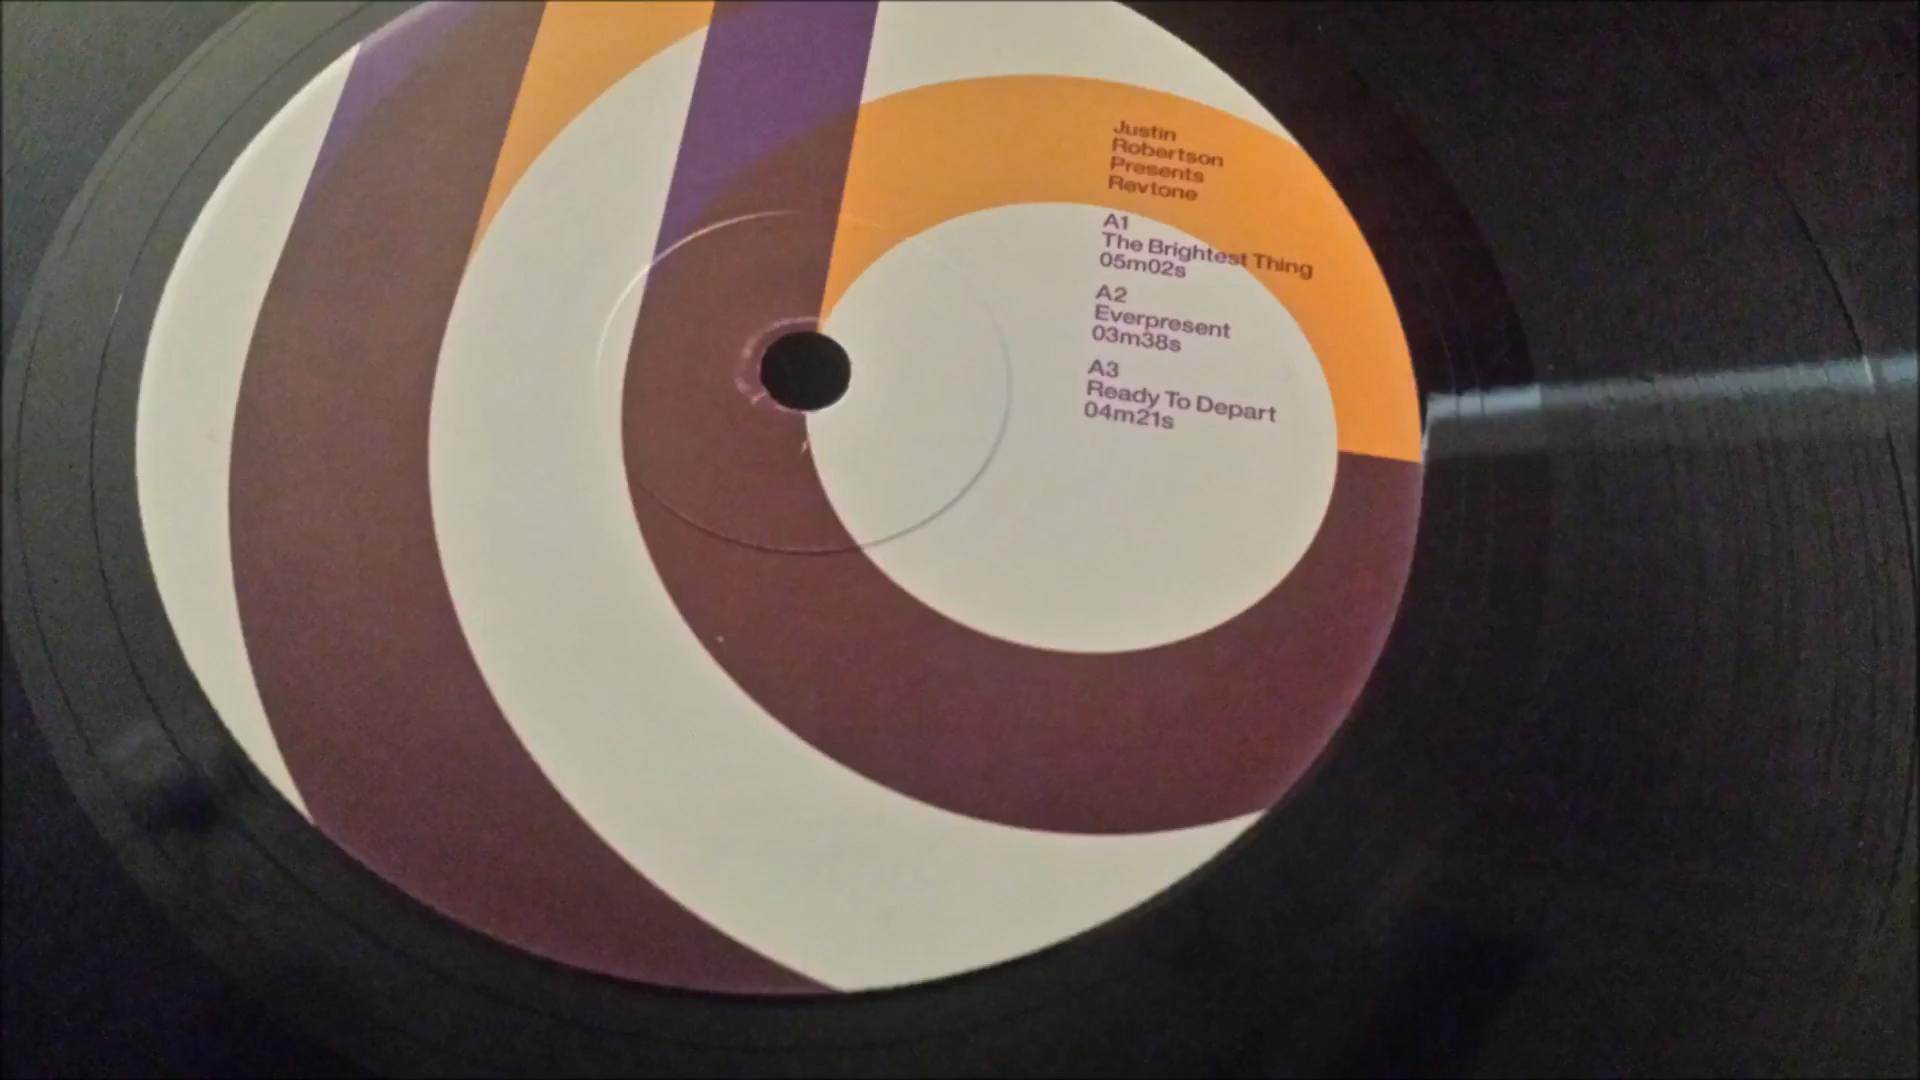 Justin
Robertson
Presents
Revtone
A1
The Brightest Thing
05m02s
A2
Everpresent
03m38s
A3
Ready To Depart
04m21s